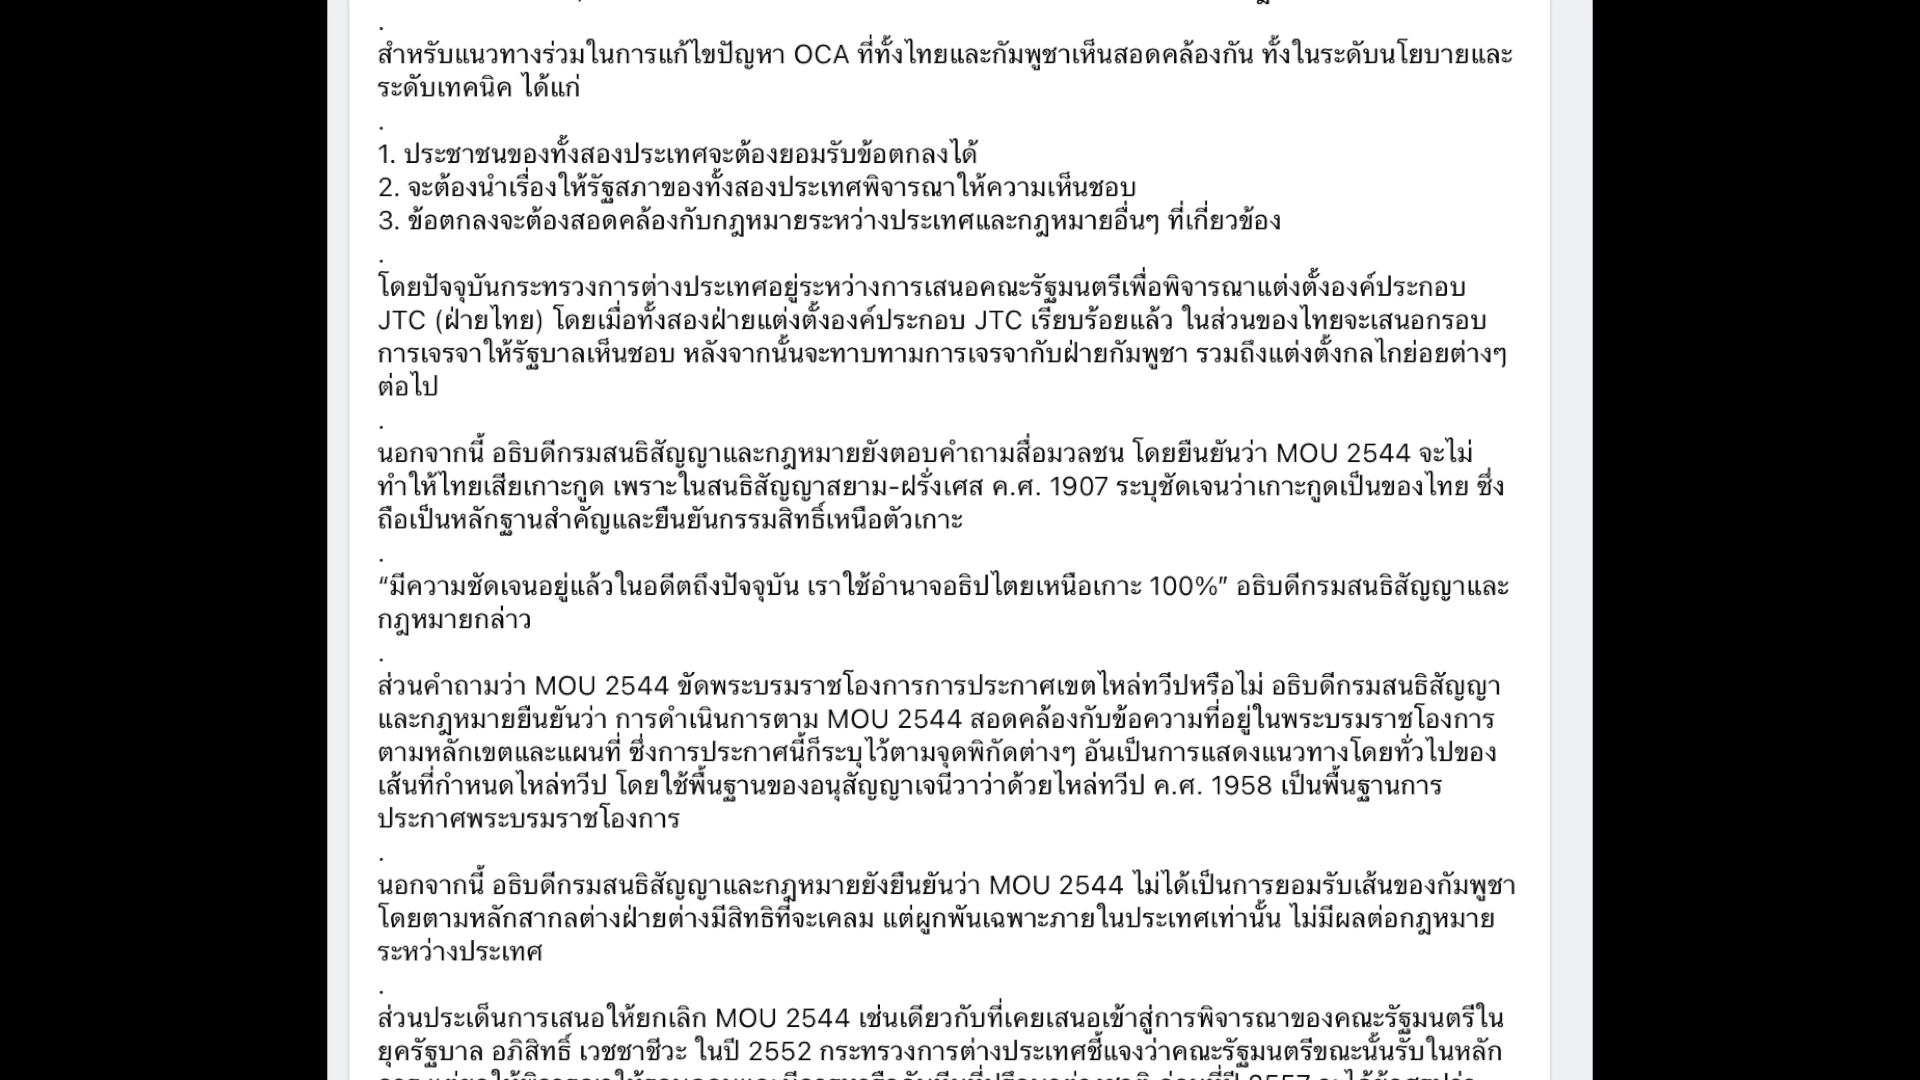 .
สำหรับแนวทางร่วมในการแก้ไขปัญหา OCA ที่ทั้งไทยและกัมพูชาเห็นสอดคล้องกัน ทั้งในระดับนโยบายและ
ระดับเทคนิค ได้แก่
.
1. ประชาชนของทั้งสองประเทศจะต้องยอมรับข้อตกลงได้
2. จะต้องนำเรื่องให้รัฐสภาของทั้งสองประเทศพิจารณาให้ความเห็นชอบ
3. ข้อตกลงจะต้องสอดคล้องกับกฎหมายระหว่างประเทศและกฎหมายอื่นๆ ที่เกี่ยวข้อง
.
โดยปัจจุบันกระทรวงการต่างประเทศอยู่ระหว่างการเสนอคณะรัฐมนตรีเพื่อพิจารณาแต่งตั้งองค์ประกอบ
JTC (ฝ่ายไทย) โดยเมื่อทั้งสองฝ่ายแต่งตั้งองค์ประกอบ JTC เรียบร้อยแล้ว ในส่วนของไทยจะเสนอกรอบ
การเจรจาให้รัฐบาลเห็นชอบ หลังจากนั้นจะทาบทามการเจรจากับฝ่ายกัมพูชา รวมถึงแต่งตั้งกลไกย่อยต่างๆ
ต่อไป
.
นอกจากนี้ อธิบดีกรมสนธิสัญญาและกฎหมายยังตอบคำถามสื่อมวลชน โดยยืนยันว่า MOU 2544 จะไม่
ทำให้ไทยเสียเกาะกูด เพราะในสนธิสัญญาสยาม-ฝรั่งเศส ค.ศ. 1907 ระบุชัดเจนว่าเกาะกูดเป็นของไทย ซึ่ง
ถือเป็นหลักฐานสำคัญและยืนยันกรรมสิทธิ์เหนือตัวเกาะ
.
“มีความชัดเจนอยู่แล้วในอดีตถึงปัจจุบัน เราใช้อำนาจอธิปไตยเหนือเกาะ 100%” อธิบดีกรมสนธิสัญญาและ
กฎหมายกล่าว
.
ส่วนคำถามว่า MOU 2544 ขัดพระบรมราชโองการการประกาศเขตไหล่ทวีปหรือไม่ อธิบดีกรมสนธิสัญญา
และกฎหมายยืนยันว่า การดำเนินการตาม MOU 2544 สอดคล้องกับข้อความที่อยู่ในพระบรมราชโองการ
ตามหลักเขตและแผนที่ ซึ่งการประกาศนี้ก็ระบุไว้ตามจุดพิกัดต่างๆ อันเป็นการแสดงแนวทางโดยทั่วไปของ
เส้นที่กำหนดไหล่ทวีป โดยใช้พื้นฐานของอนุสัญญาเจนีวาว่าด้วยไหล่ทวีป ค.ศ. 1958 เป็นพื้นฐานการ
ประกาศพระบรมราชโองการ
.
นอกจากนี้ อธิบดีกรมสนธิสัญญาและกฎหมายยังยืนยันว่า MOU 2544 ไม่ได้เป็นการยอมรับเส้นของกัมพูชา
โดยตามหลักสากลต่างฝ่ายต่างมีสิทธิที่จะเคลม แต่ผูกพันเฉพาะภายในประเทศเท่านั้น ไม่มีผลต่อกฎหมาย
ระหว่างประเทศ
.
ส่วนประเด็นการเสนอให้ยกเลิก MOU 2544 เช่นเดียวกับที่เคยเสนอเข้าสู่การพิจารณาของคณะรัฐมนตรีใน
ยุครัฐบาล อภิสิทธิ์ เวชชาชีวะ ในปี 2552 กระทรวงการต่างประเทศชี้แจงว่าคณะรัฐมนตรีขณะนั้นรับในหลัก